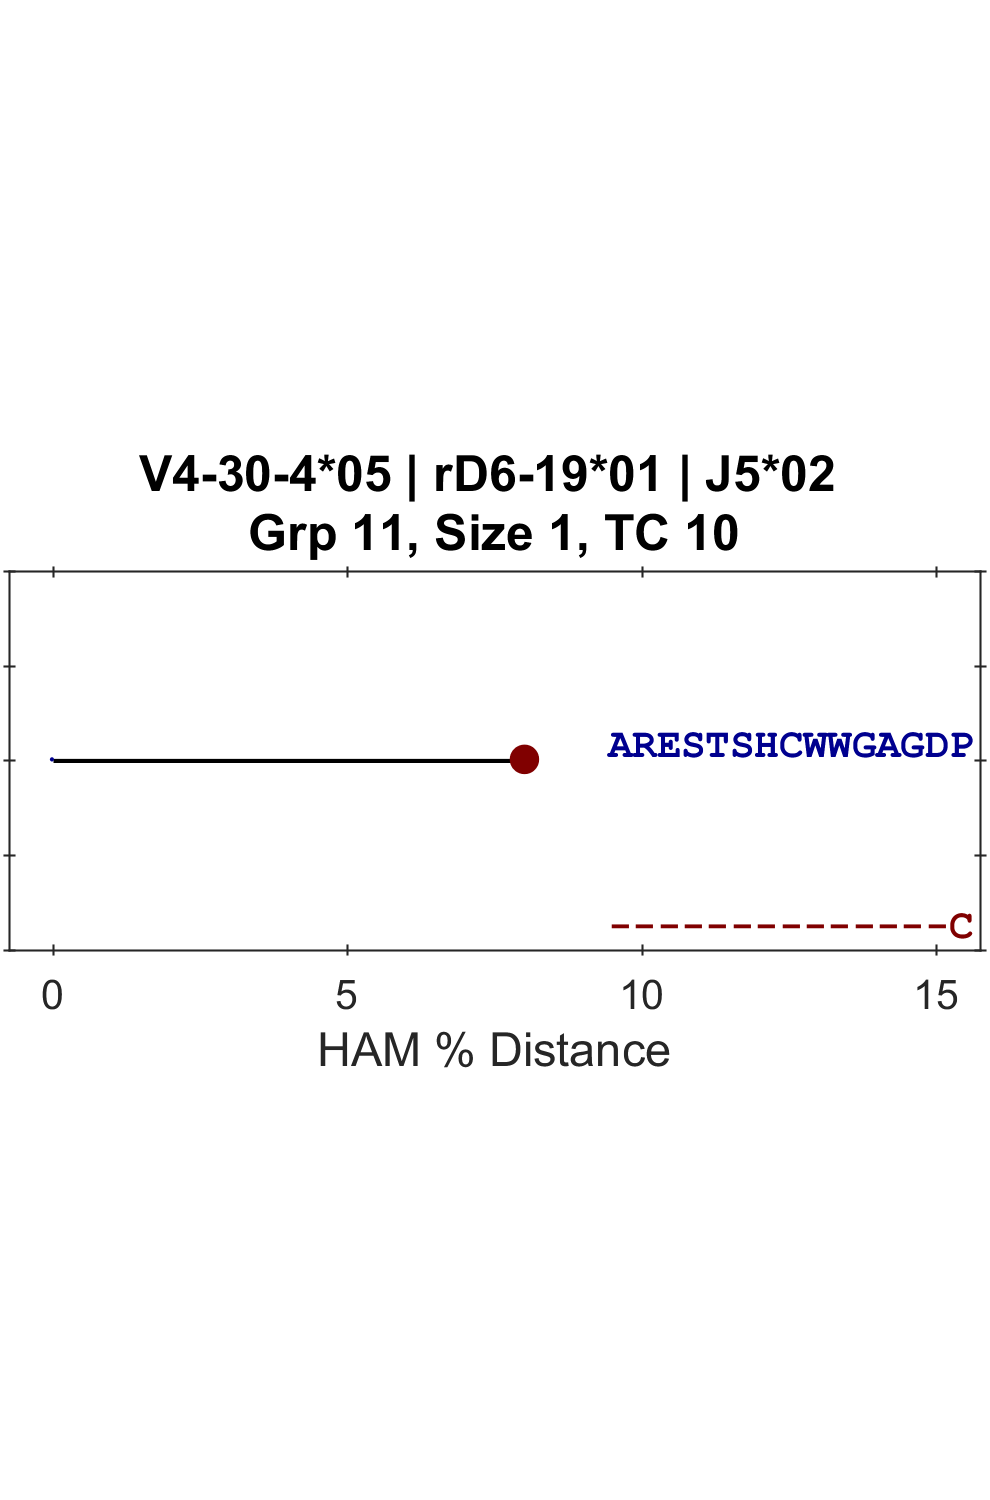 V4-30-4*05 | rD6-19*01 | J5*02
Grp 11, Size 1, TC 10
ARESTSHCWWGAGDP
--------------C
0 5 10 15
HAM % Distance